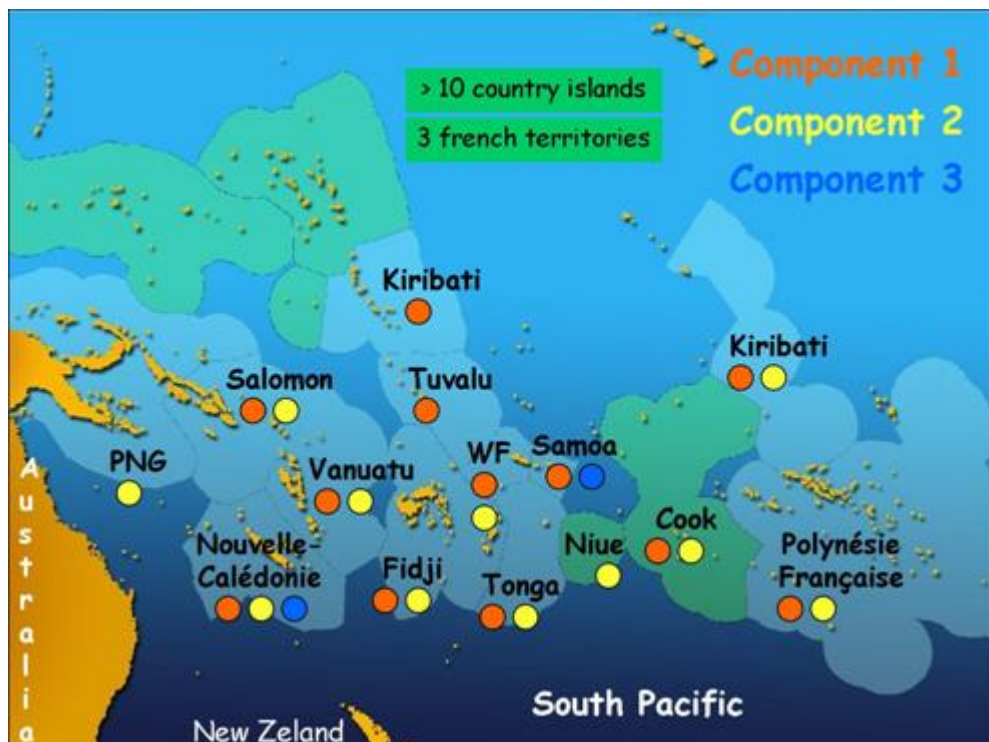 > 10 country islands
3 french territories
Component 1
Component 2
Component 3
Kiribati
Kiribati
Salomon
Tuvalu
PNG
Vanuatu
WF
Samoa
Nouvelle-
Calédonie
Fidji
Tonga
Niue
Cook
Polynésie
Française
Australia
South Pacific
New Zeland